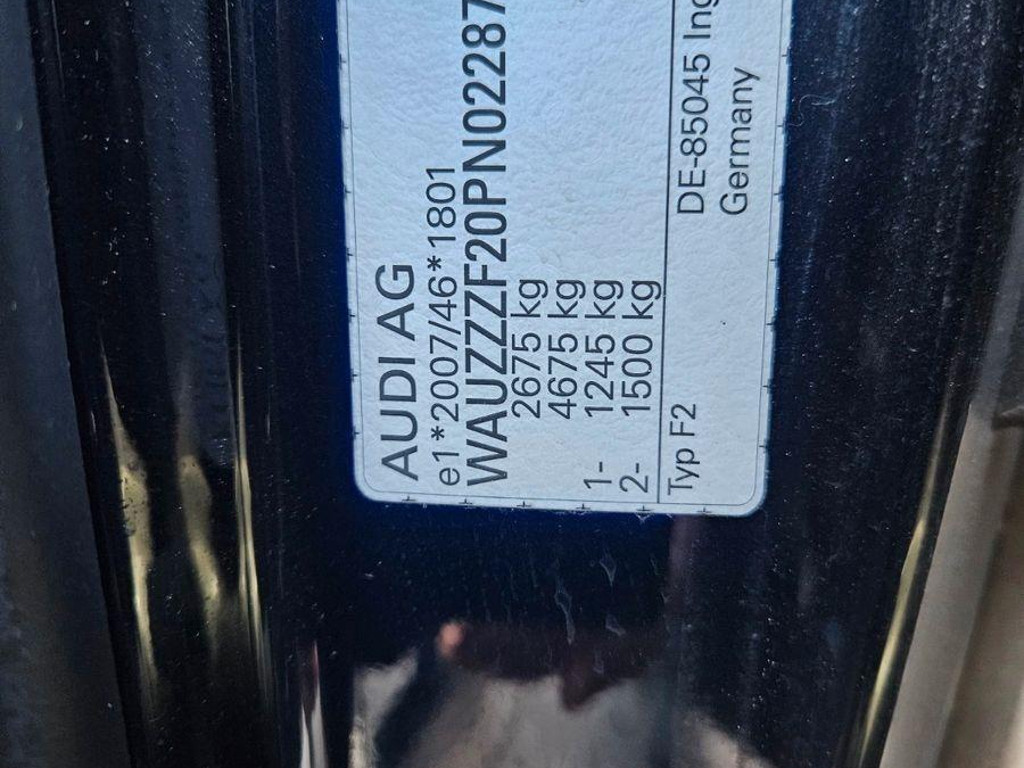 AUDI AG
e1*2007/46*1801
WAUZZZF20PN02287
2675 kg
4675 kg
1- 1245 kg
2- 1500 kg
Typ F2
DE-85045 Ing
Germany